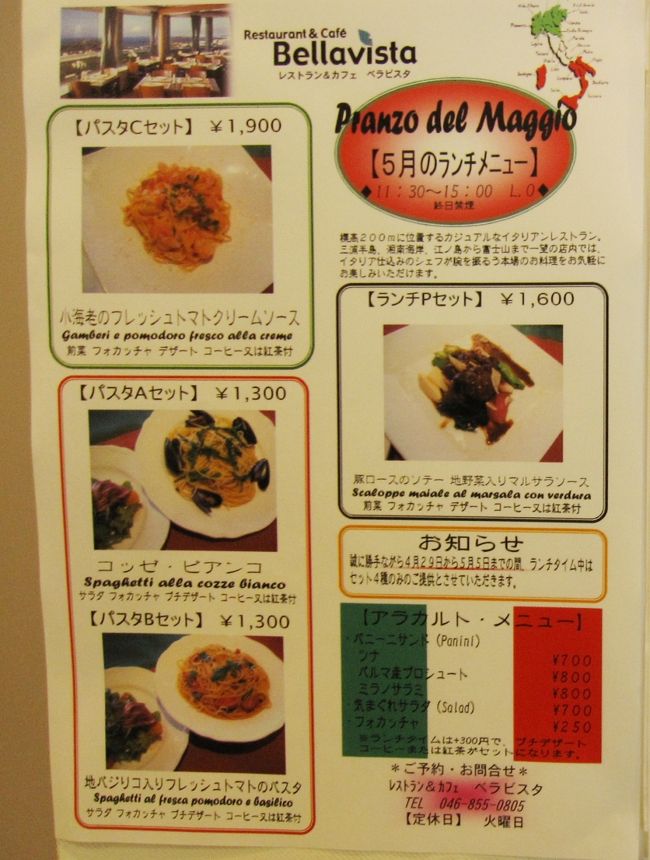 Restaurant & Café
Bellavista
レストラン＆カフェ ベラビスタ
Pranzo del Maggio
【5月のランチメニュー】
◆11:30～15:00 L.O◆
終日禁煙
標高200mに位置するカジュアルなイタリアンレストラン。
三浦半島、湘南海岸、江ノ島から富士山まで一望の店内では、
イタリア仕込みのシェフが腕を振るう本場のお料理をお気軽に
お楽しみいただけます。
【パスタCセット】 ￥1,900
小海老のフレッシュトマトクリームソース
Gamberi e pomodoro fresco alla creme
前菜 フォカッチャ デザート コーヒー又は紅茶付
【パスタAセット】 ￥1,300
コッゼ・ビアンコ
Spaghetti alla cozze bianco
サラダ フォカッチャ プチデザート コーヒー又は紅茶付
【パスタBセット】 ￥1,300
地バジリコ入りフレッシュトマトのパスタ
Spaghetti al fresca pomodoro e basilico
サラダ フォカッチャ プチデザート コーヒー又は紅茶付
【ランチPセット】 ￥1,600
豚ロースのソテー 地野菜入りマルサラソース
Scaloppe maiale al marsala con verdura
前菜 フォカッチャ デザート コーヒー又は紅茶付
お知らせ
誠に勝手ながら4月29日から5月5日までの間、ランチタイム中は
セット4種のみのご提供とさせていただきます。
【アラカルト・メニュー】
・パニーニサンド(Panini)
ツナ ￥700
パルマ産プロシュート ￥800
ミラノサラミ ￥800
・気まぐれサラダ(Salad) ￥700
・フォカッチャ ￥250
※ランチタイムは+300円で、プチデザート
コーヒーまたは紅茶がセットになります。
＊ご予約・お問合せ＊
レストラン＆カフェ ベラビスタ
TEL 046-855-0805
【定休日】 火曜日